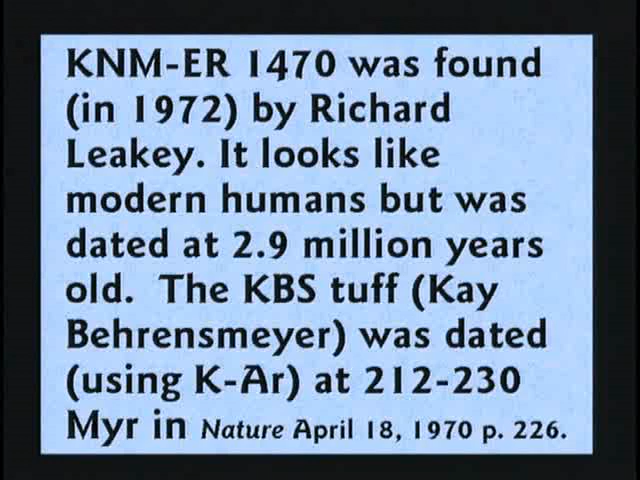 KNM-ER 1470 was found
(in 1972) by Richard
Leakey. It looks like
modern humans but was
dated at 2.9 million years
old. The KBS tuff (Kay
Behrensmeyer) was dated
(using K-Ar) at 212-230
Myr in Nature April 18, 1970 p. 226.